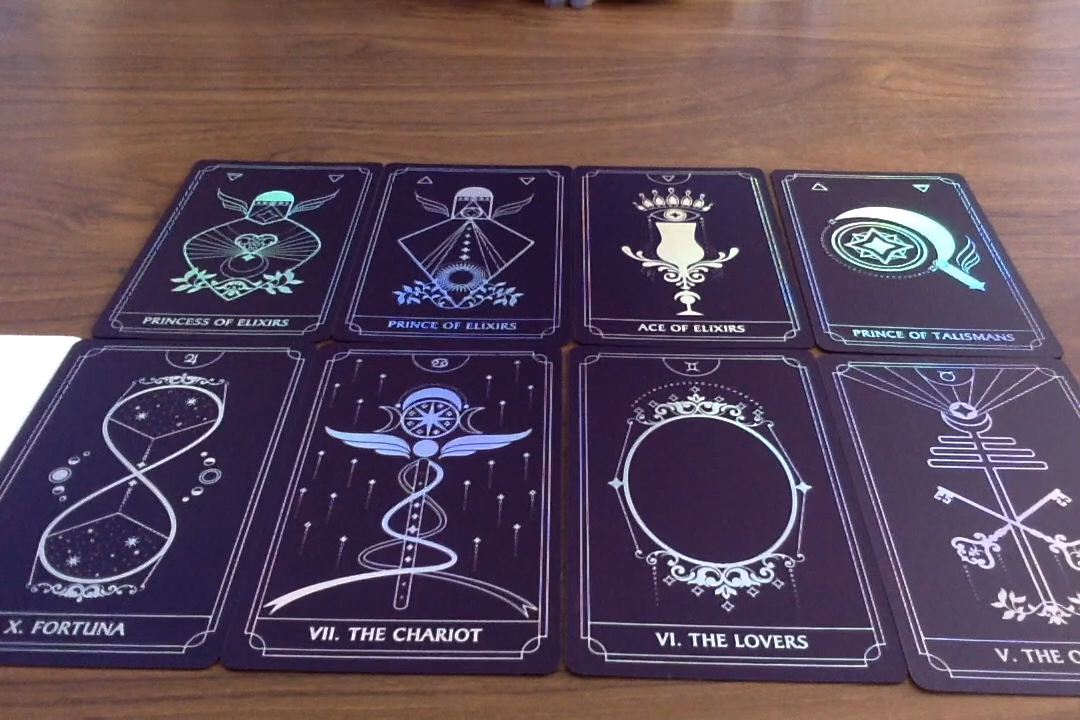 PRINCESS OF ELIXIRS
PRINCE OF ELIXIRS
ACE OF ELIXIRS
PRINCE OF TALISMANS
X. FORTUNA
VII. THE CHARIOT
VI. THE LOVERS
V. THE